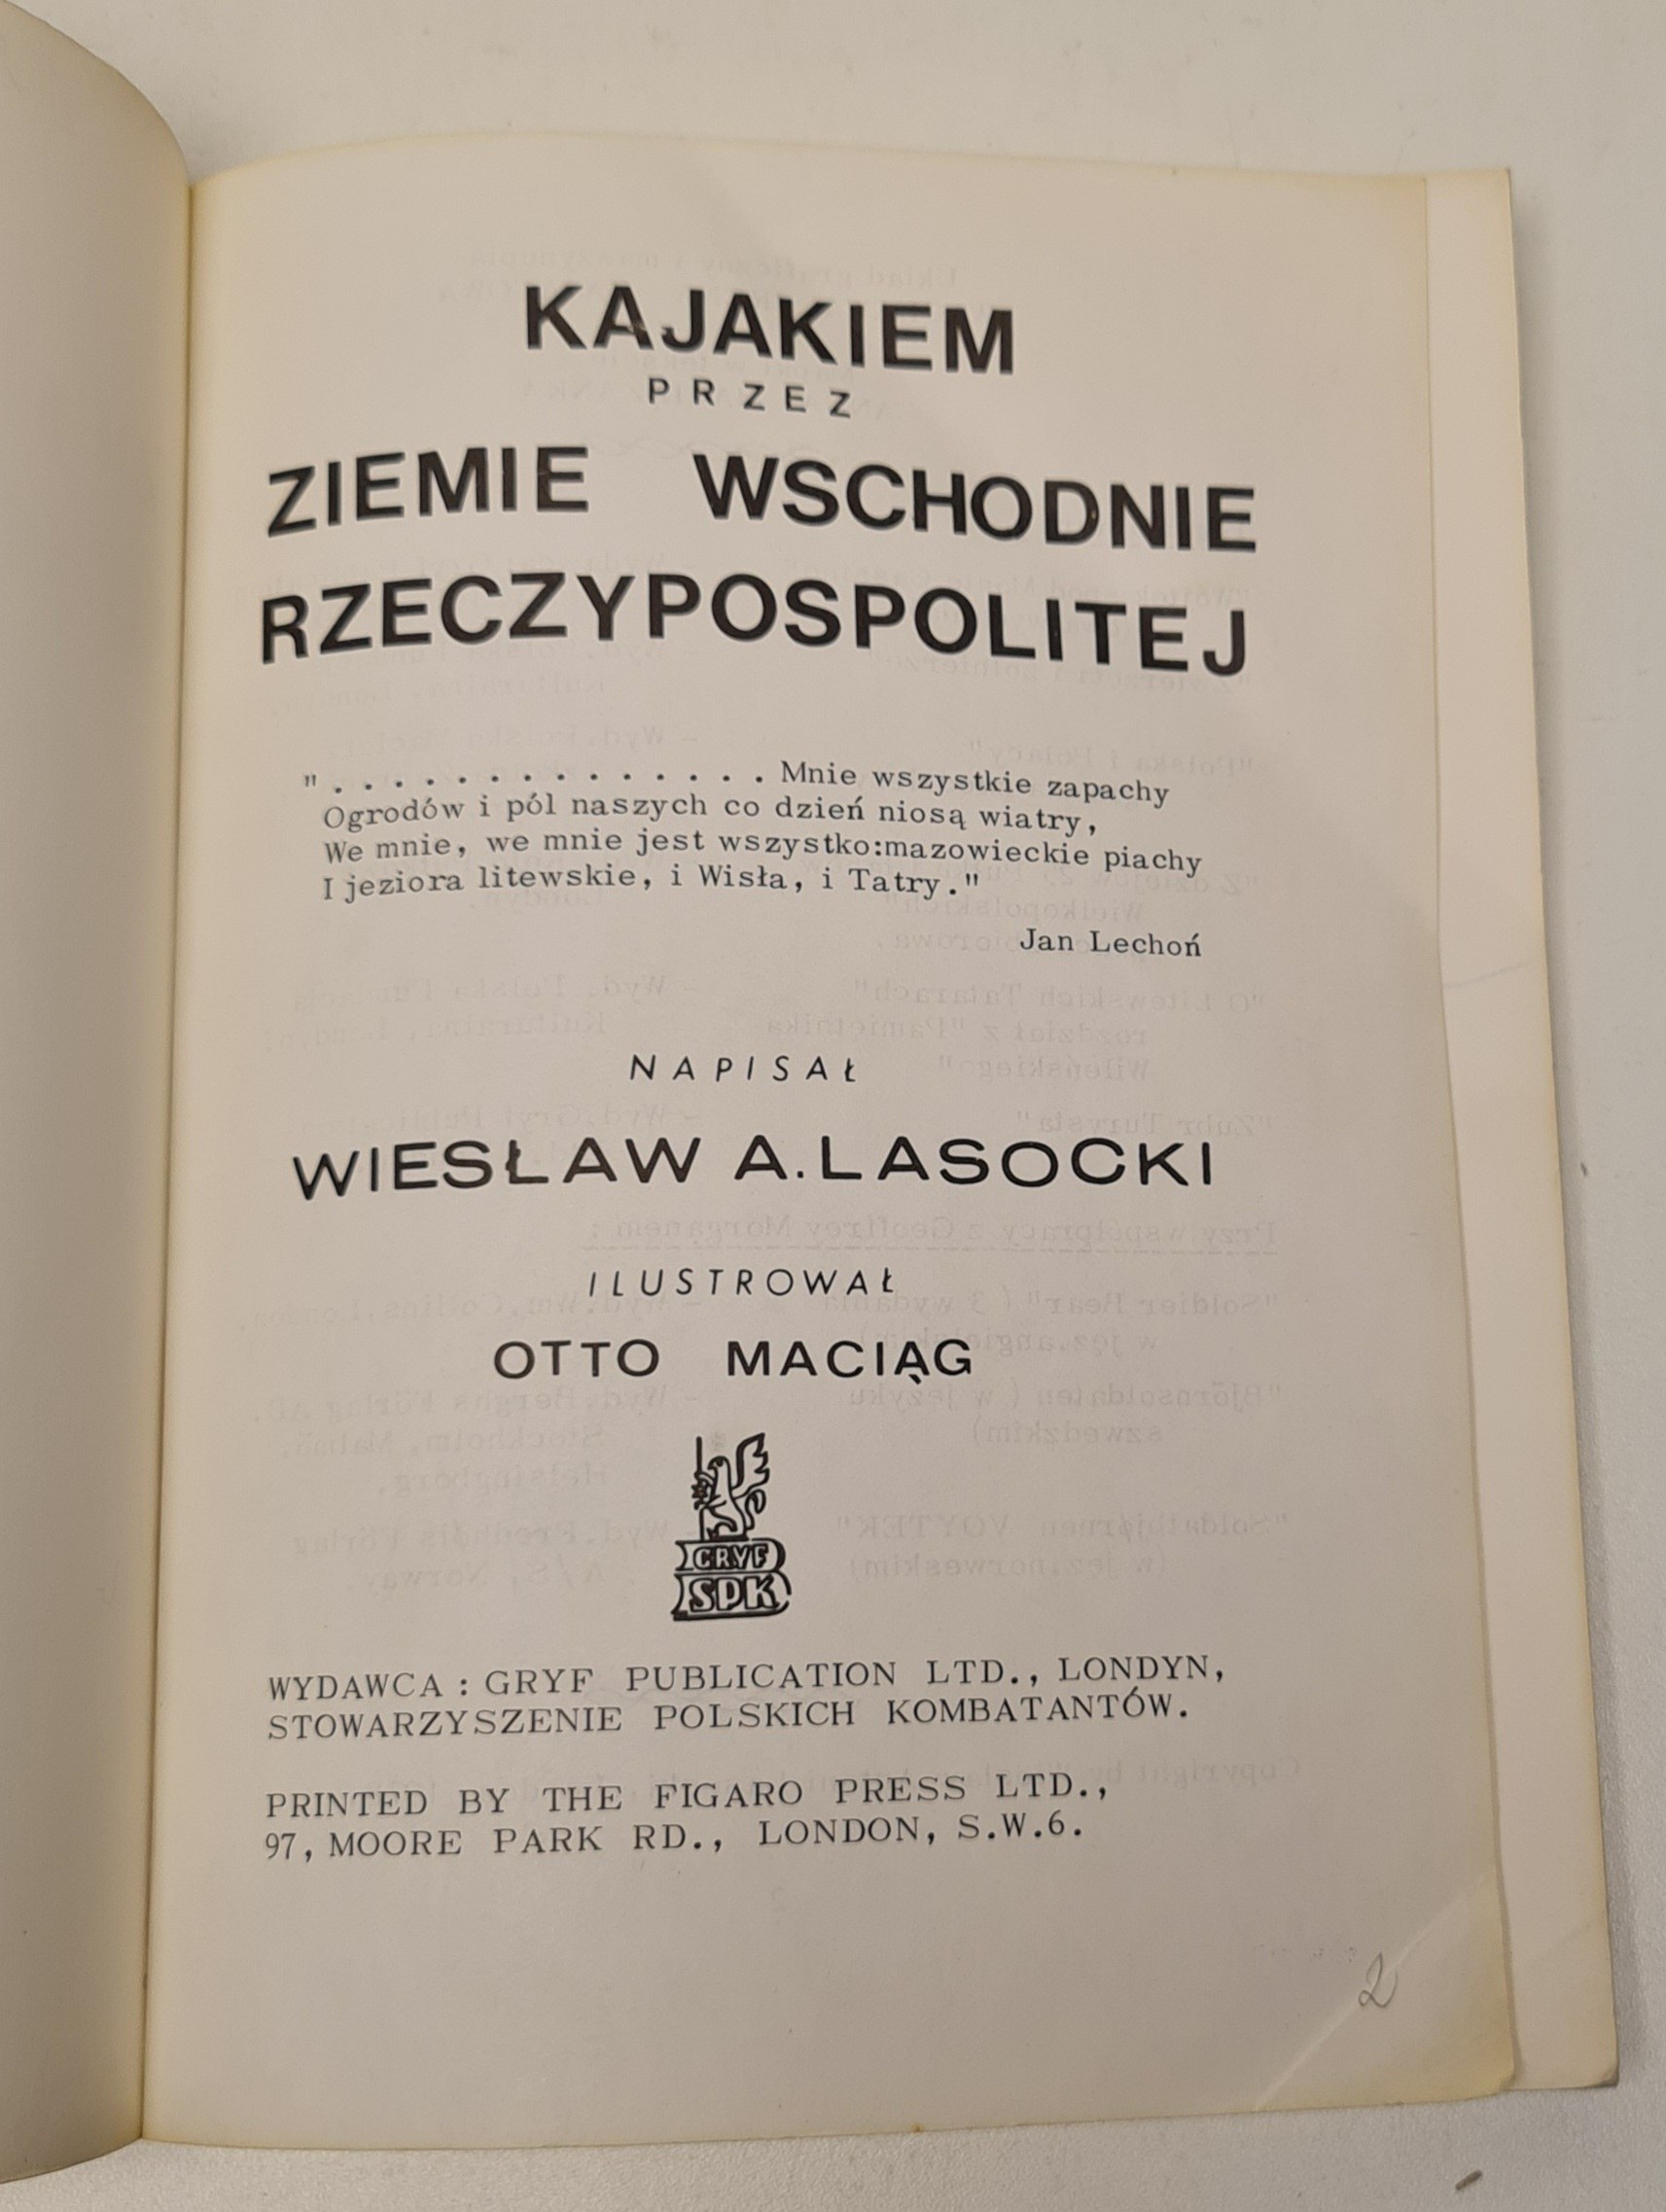 KAJAKIEM
PRZEZ
ZIEMIE WSCHODNIE
RZECZYPOSPOLITEJ
" . . . . . . . . . . . . . . Mnie wszystkie zapachy
Ogrodów i pól naszych co dzień niosą wiatry,
We mnie, we mnie jest wszystko:mazowieckie piachy
I jeziora litewskie, i Wisła, i Tatry."
Jan Lechoń
NAPISAŁ
WIESŁAW A.LASOCKI
ILUSTROWAŁ
OTTO MACIĄG
GRYF
SPK
WYDAWCA : GRYF PUBLICATION LTD., LONDYN,
STOWARZYSZENIE POLSKICH KOMBATANTÓW.
PRINTED BY THE FIGARO PRESS LTD.,
97, MOORE PARK RD., LONDON, S.W.6.
2